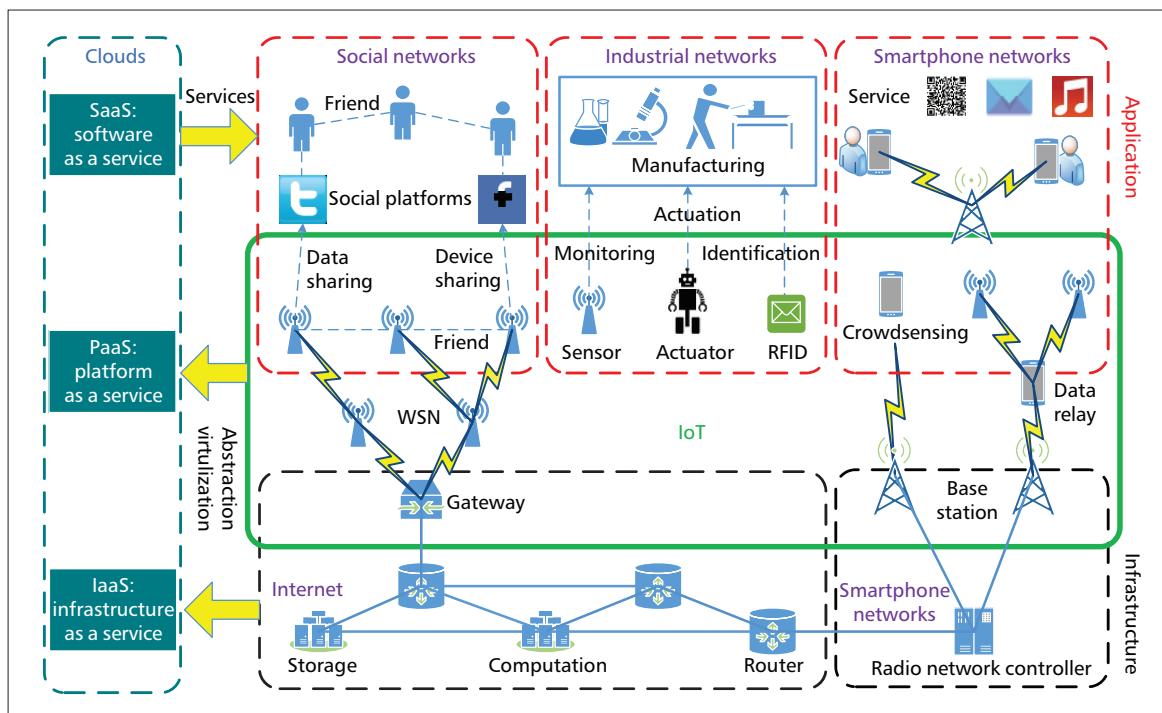 Clouds
SaaS:
software
as a service
PaaS:
platform
as a service
IaaS:
infrastructure
as a service
Services
Abstraction
virtulization
Social networks
Friend
Social platforms
Data
sharing
Device
sharing
Friend
WSN
Industrial networks
Manufacturing
Actuation
Monitoring
Identification
Sensor
Actuator
RFID
Smartphone networks
Service
Crowdsensing
Data
relay
Application
IoT
Gateway
Base
station
Internet
Storage
Computation
Router
Smartphone
networks
Radio network controller
Infrastructure